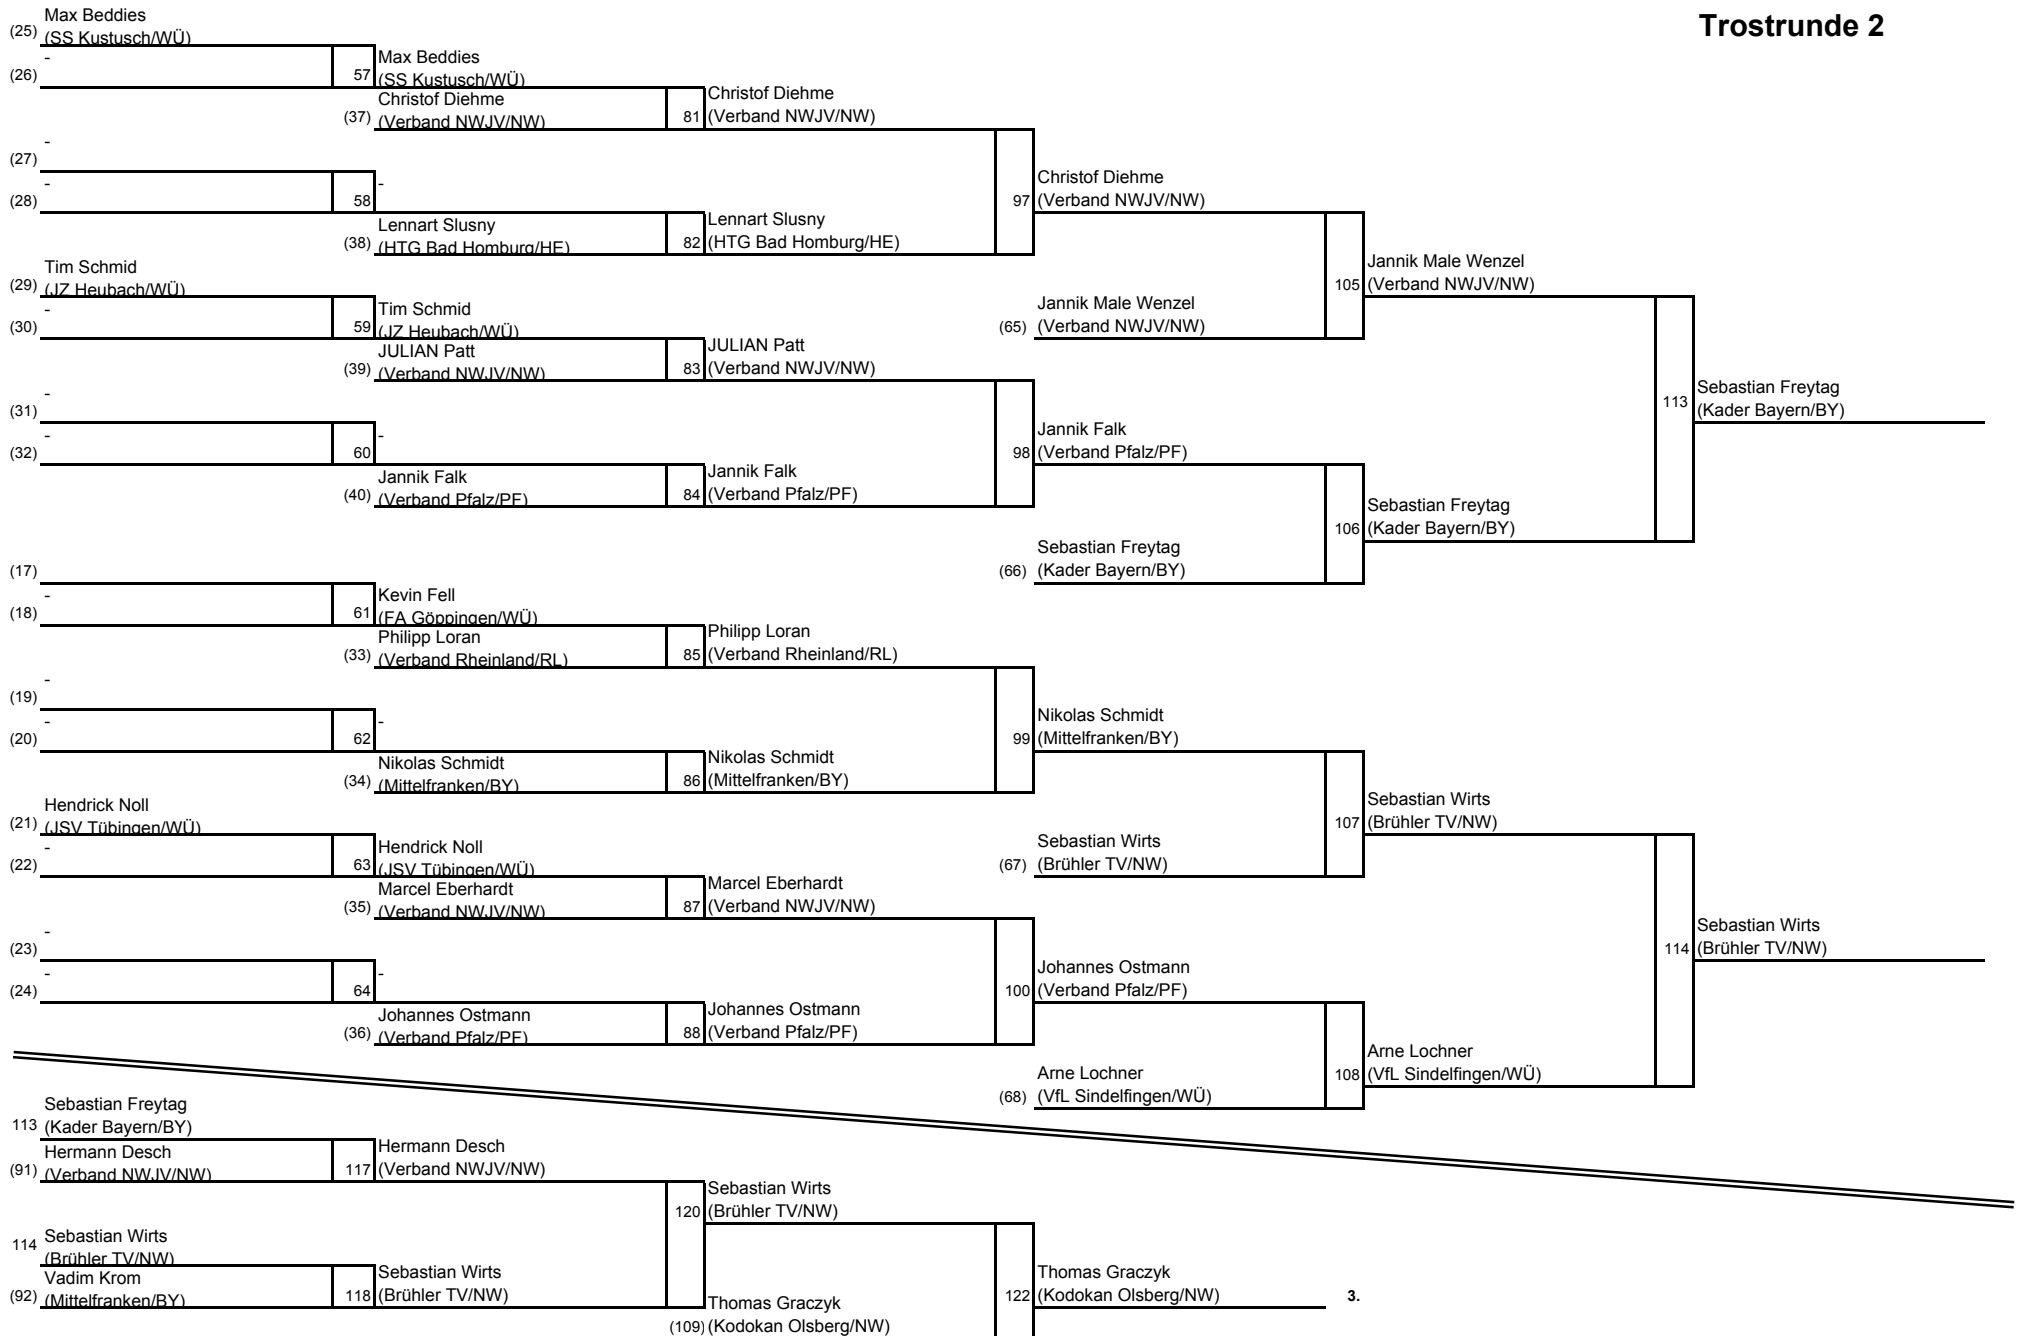 Trostrunde 2
Max Beddies
(25) (SS Kustusch/WÜ)
-
(26)
57
Max Beddies
(SS Kustusch/WÜ)
Christof Diehme
(37) (Verband NWJV/NW)
81
Christof Diehme
(Verband NWJV/NW)
-
(27)
-
(28)
58
-
Lennart Slusny
(38) (HTG Bad Homburg/HE)
82
Lennart Slusny
(HTG Bad Homburg/HE)
97
Christof Diehme
(Verband NWJV/NW)
Tim Schmid
(29) (JZ Heubach/WÜ)
-
(30)
59
Tim Schmid
(JZ Heubach/WÜ)
JULIAN Patt
(39) (Verband NWJV/NW)
83
JULIAN Patt
(Verband NWJV/NW)
Jannik Male Wenzel
(65) (Verband NWJV/NW)
105
Jannik Male Wenzel
(Verband NWJV/NW)
-
(31)
-
(32)
60
-
Jannik Falk
(40) (Verband Pfalz/PF)
84
Jannik Falk
(Verband Pfalz/PF)
98
Jannik Falk
(Verband Pfalz/PF)
Sebastian Freytag
(66) (Kader Bayern/BY)
106
Sebastian Freytag
(Kader Bayern/BY)
113
Sebastian Freytag
(Kader Bayern/BY)
(17)
-
(18)
61
Kevin Fell
(FA Göppingen/WÜ)
Philipp Loran
(33) (Verband Rheinland/RL)
85
Philipp Loran
(Verband Rheinland/RL)
-
(19)
-
(20)
62
-
Nikolas Schmidt
(34) (Mittelfranken/BY)
86
Nikolas Schmidt
(Mittelfranken/BY)
99
Nikolas Schmidt
(Mittelfranken/BY)
Hendrick Noll
(21) (JSV Tübingen/WÜ)
-
(22)
63
Hendrick Noll
(JSV Tübingen/WÜ)
Marcel Eberhardt
(35) (Verband NWJV/NW)
87
Marcel Eberhardt
(Verband NWJV/NW)
Sebastian Wirts
(67) (Brühler TV/NW)
107
Sebastian Wirts
(Brühler TV/NW)
-
(23)
-
(24)
64
-
Johannes Ostmann
(36) (Verband Pfalz/PF)
88
Johannes Ostmann
(Verband Pfalz/PF)
100
Johannes Ostmann
(Verband Pfalz/PF)
Arne Lochner
(68) (VfL Sindelfingen/WÜ)
108
Arne Lochner
(VfL Sindelfingen/WÜ)
114
Sebastian Wirts
(Brühler TV/NW)
Sebastian Freytag
113 (Kader Bayern/BY)
Hermann Desch
(91) (Verband NWJV/NW)
117
Hermann Desch
(Verband NWJV/NW)
Sebastian Wirts
114 (Brühler TV/NW)
Vadim Krom
(92) (Mittelfranken/BY)
118
Sebastian Wirts
(Brühler TV/NW)
120
Sebastian Wirts
(Brühler TV/NW)
Thomas Graczyk
(109) (Kodokan Olsberg/NW)
122
Thomas Graczyk
(Kodokan Olsberg/NW)
3.